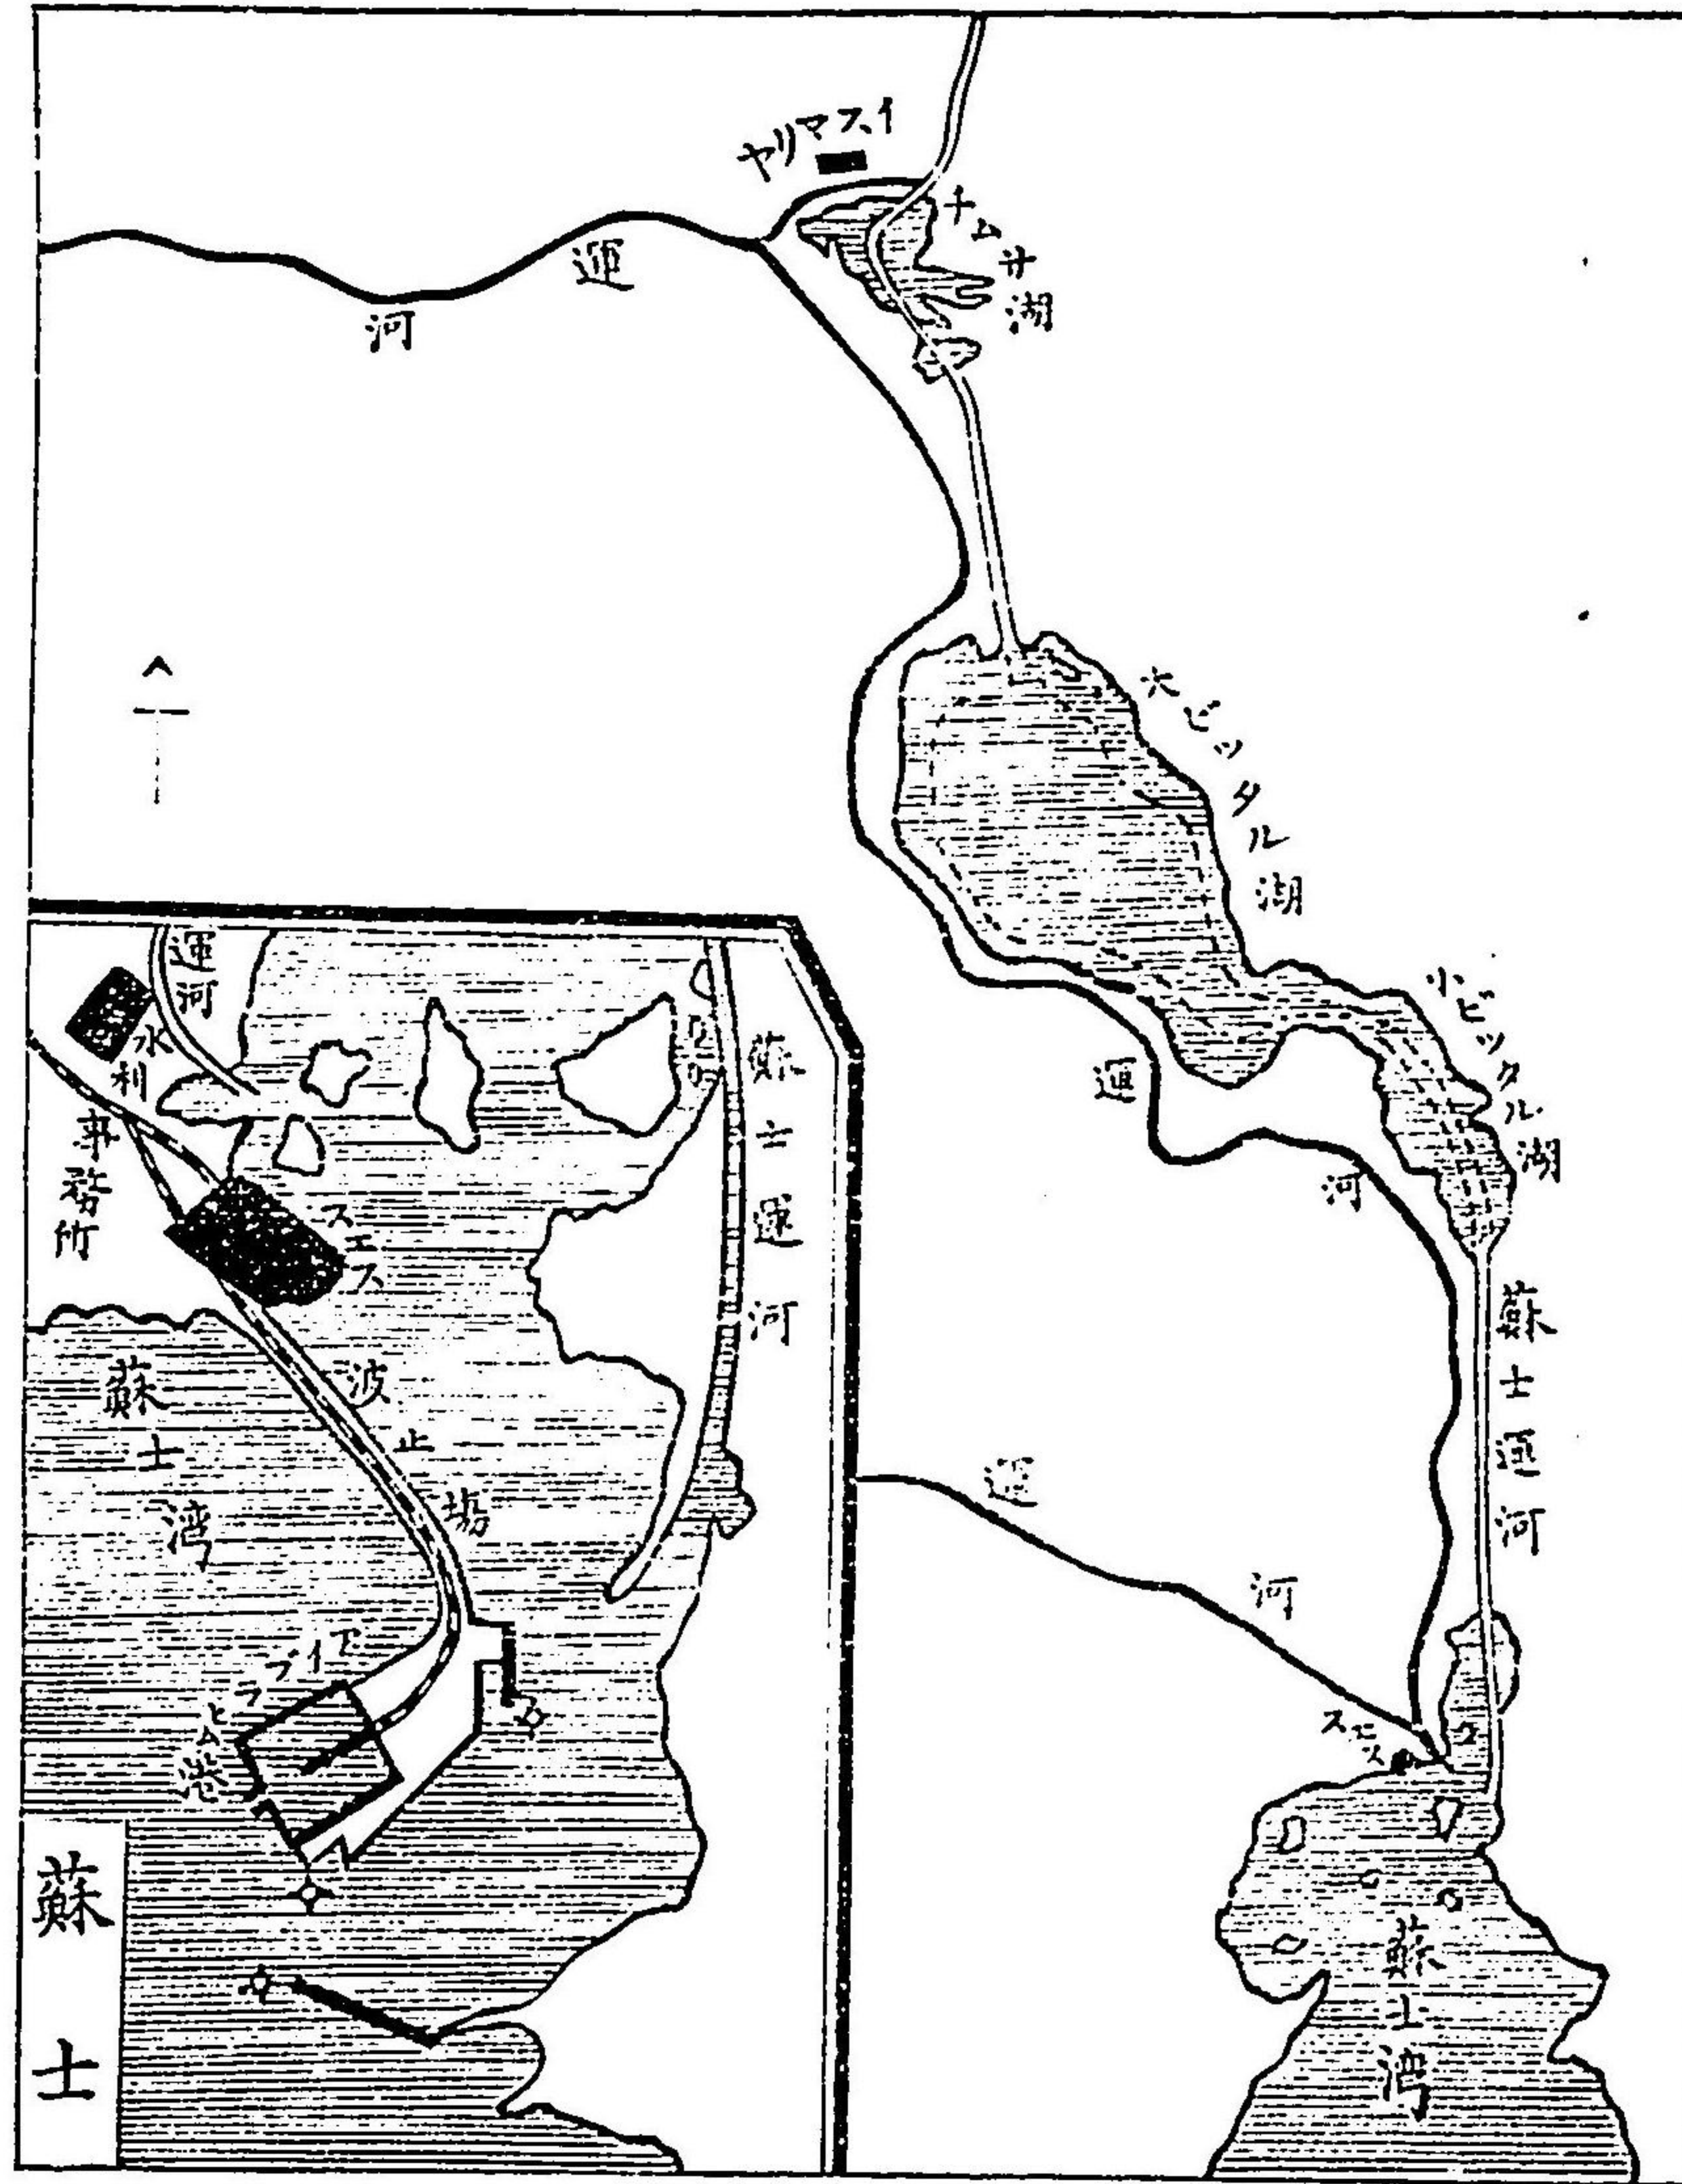 イスマリヤ
チムサ湖
運河
大ビッタル湖
小ビッタル湖
運河
蘇士運河
運河
スエス
蘇士湾
運河
水利事務所
スエス
蘇士運河
波止場
蘇士湾
イブラヒム港
蘇士